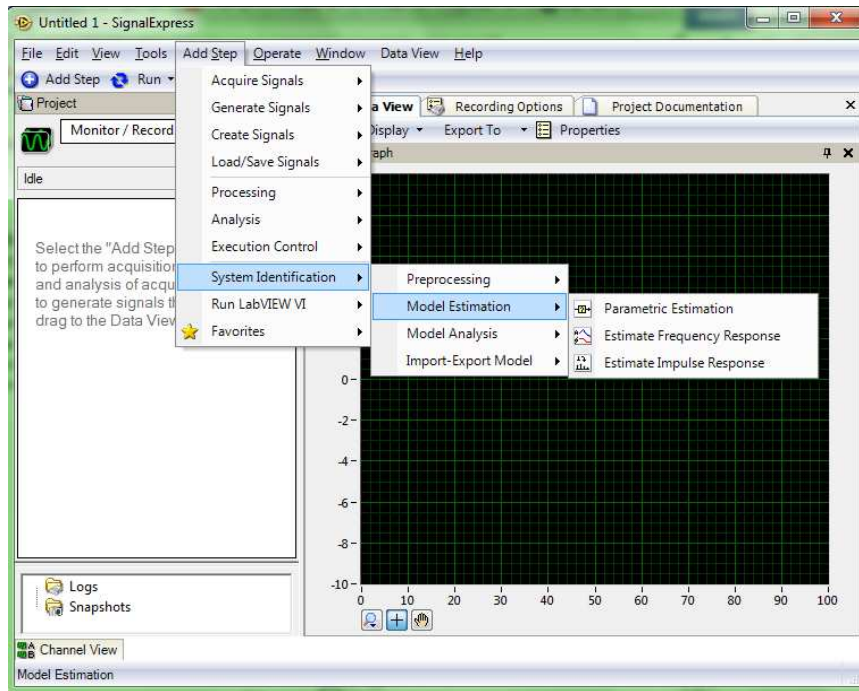 Untitled 1 - SignalExpress
File Edit View Tools Add Step Operate Window Data View Help
Add Step Run
Project
Monitor / Record
Idle
Select the "Add Step
to perform acquisition
and analysis of acqu
to generate signals th
drag to the Data View
Acquire Signals
Generate Signals
Create Signals
Load/Save Signals
Processing
Analysis
Execution Control
System Identification
Run LabVIEW VI
Favorites
Preprocessing
Model Estimation
Model Analysis
Import-Export Model
Parametric Estimation
Estimate Frequency Response
Estimate Impulse Response
a View Recording Options Project Documentation
Display Export To Properties
aph
0
-2
-4
-6
-8
-10
0 10 20 30 40 50 60 70 80 90 100
Logs
Snapshots
Channel View
Model Estimation